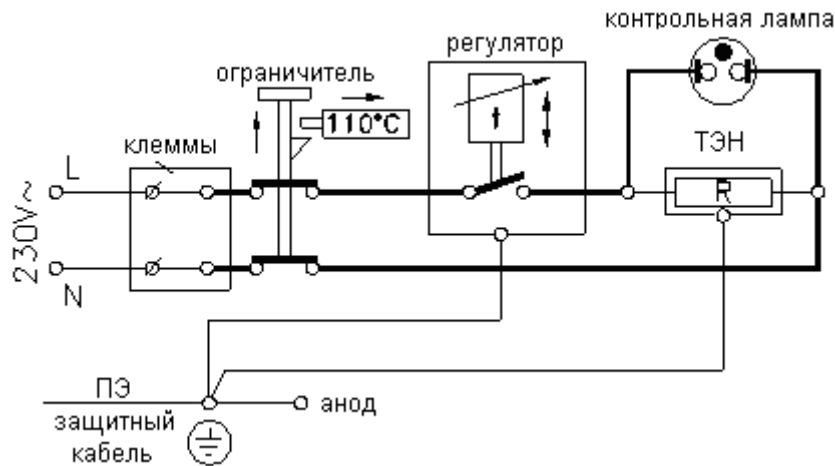 контрольная лампа
регулятор
ограничитель
110°C
клеммы
ТЭН
L
R
230V~
N
ПЭ
защитный
кабель
анод